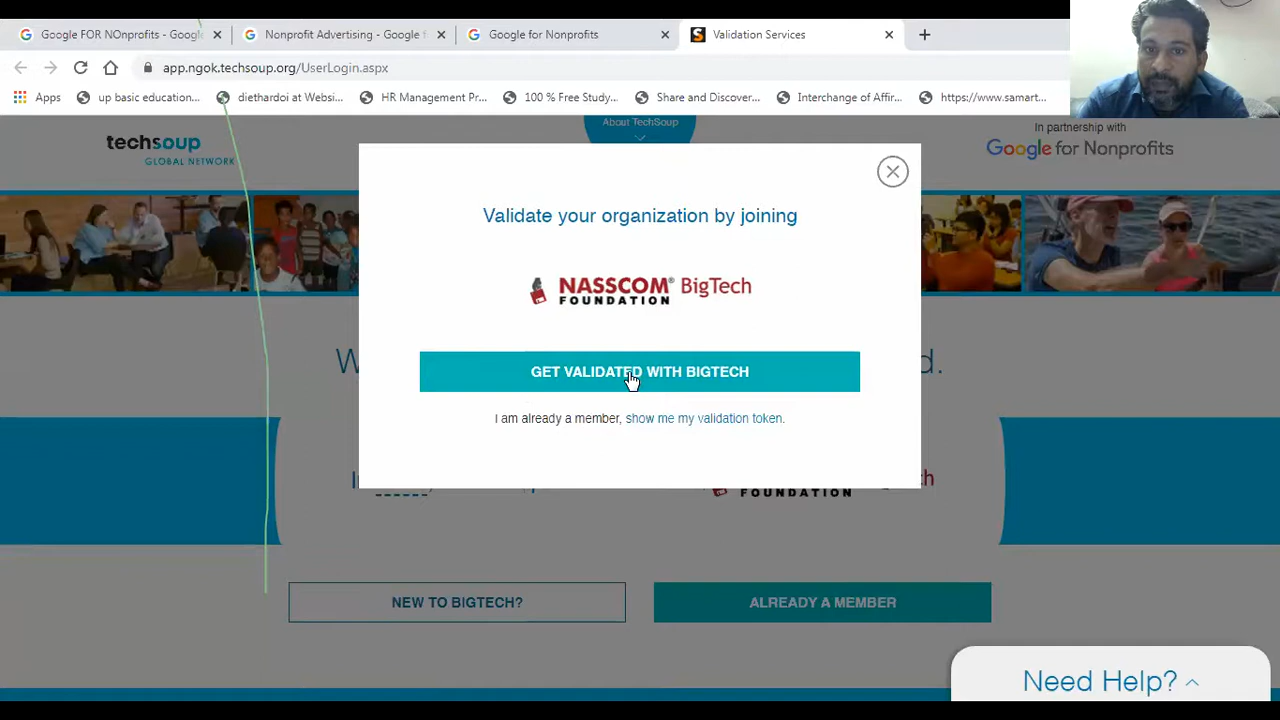 Google FOR NOnprofits - Goog
Nonprofit Advertising - Google
Google for Nonprofits
Validation Services
app.ngok.techsoup.org/UserLogin.aspx
Apps
up basic education...
diethardoi at Websi...
HR Management Pr...
100 % Free Study...
Share and Discover...
Interchange of Affir...
https://www.samart...
techsoup
GLOBAL NETWORK
About TechSoup
In partnership with
Google for Nonprofits
Validate your organization by joining
NASSCOM® BigTech
FOUNDATION
GET VALIDATED WITH BIGTECH
I am already a member, show me my validation token.
FOUNDATION
NEW TO BIGTECH?
ALREADY A MEMBER
Need Help?